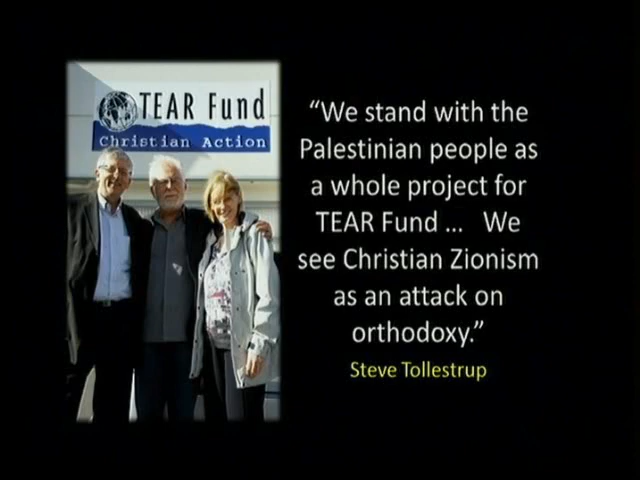 TEAR Fund
Christian Action
“We stand with the
Palestinian people as
a whole project for
TEAR Fund ... We
see Christian Zionism
as an attack on
orthodoxy.”
Steve Tollestrup